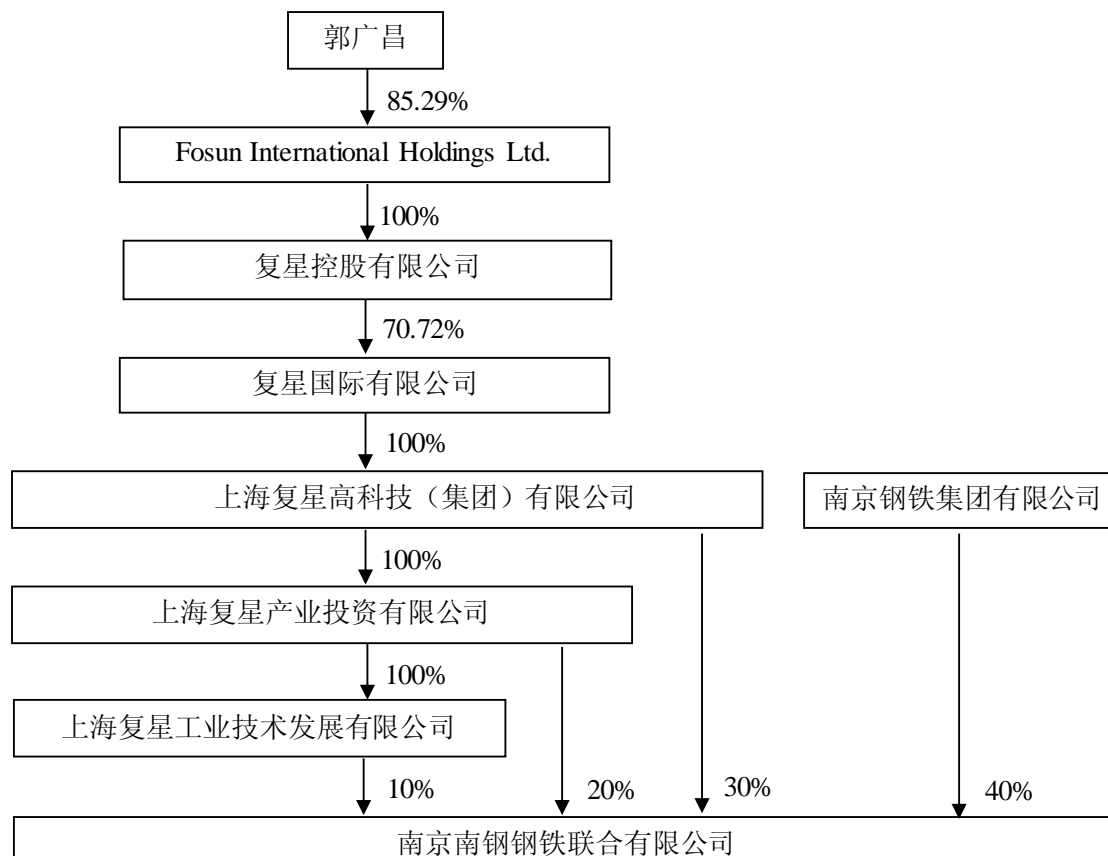 郭广昌
85.29%
Fosun International Holdings Ltd.
100%
复星控股有限公司
70.72%
复星国际有限公司
100%
上海复星高科技（集团）有限公司
南京钢铁集团有限公司
100%
上海复星产业投资有限公司
100%
上海复星工业技术发展有限公司
10%
20%
30%
40%
南京南钢钢铁联合有限公司